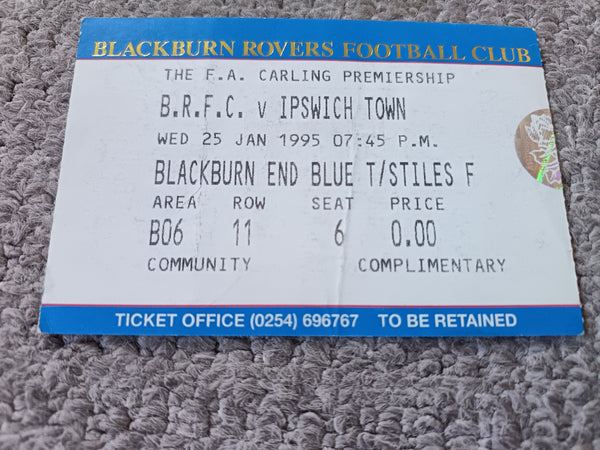 BLACKBURN ROVERS FOOTBALL CLUB
THE F.A. CARLING PREMIERSHIP
B.R.F.C. v IPSWICH TOWN
WED 25 JAN 1995 07:45 P.M.
BLACKBURN END BLUE T/STILES F
AREA ROW SEAT PRICE
B06 11 6 0.00
COMMUNITY COMPLIMENTARY
TICKET OFFICE (0254) 696767 TO BE RETAINED